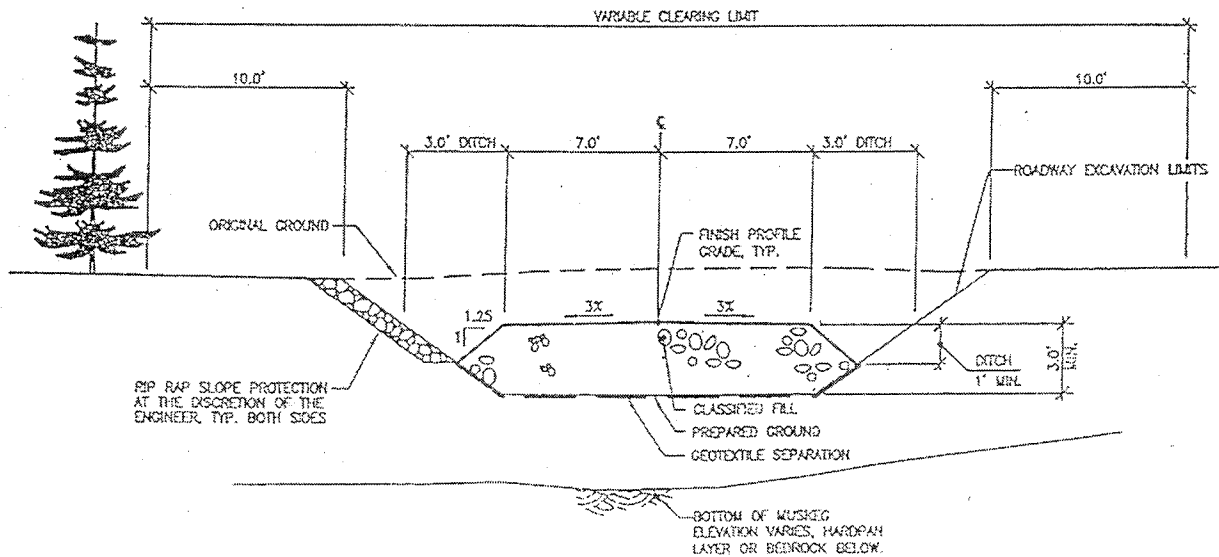 VARIABLE CLEARING LIMIT
10.0'
10.0'
℄
3.0' DITCH
7.0'
7.0'
3.0' DITCH
ROADWAY EXCAVATION LIMITS
ORIGINAL GROUND
FINISH PROFILE
GRADE, TYP.
3%
3%
1.25
1
DITCH
1' MIN.
3.0'
MIN.
RIP RAP SLOPE PROTECTION
AT THE DISCRETION OF THE
ENGINEER, TYP. BOTH SIDES
CLASSIFIED FILL
PREPARED GROUND
GEOTEXTILE SEPARATION
BOTTOM OF MUSKEG
ELEVATION VARIES, HARDPAN
LAYER OR BEDROCK BELOW.